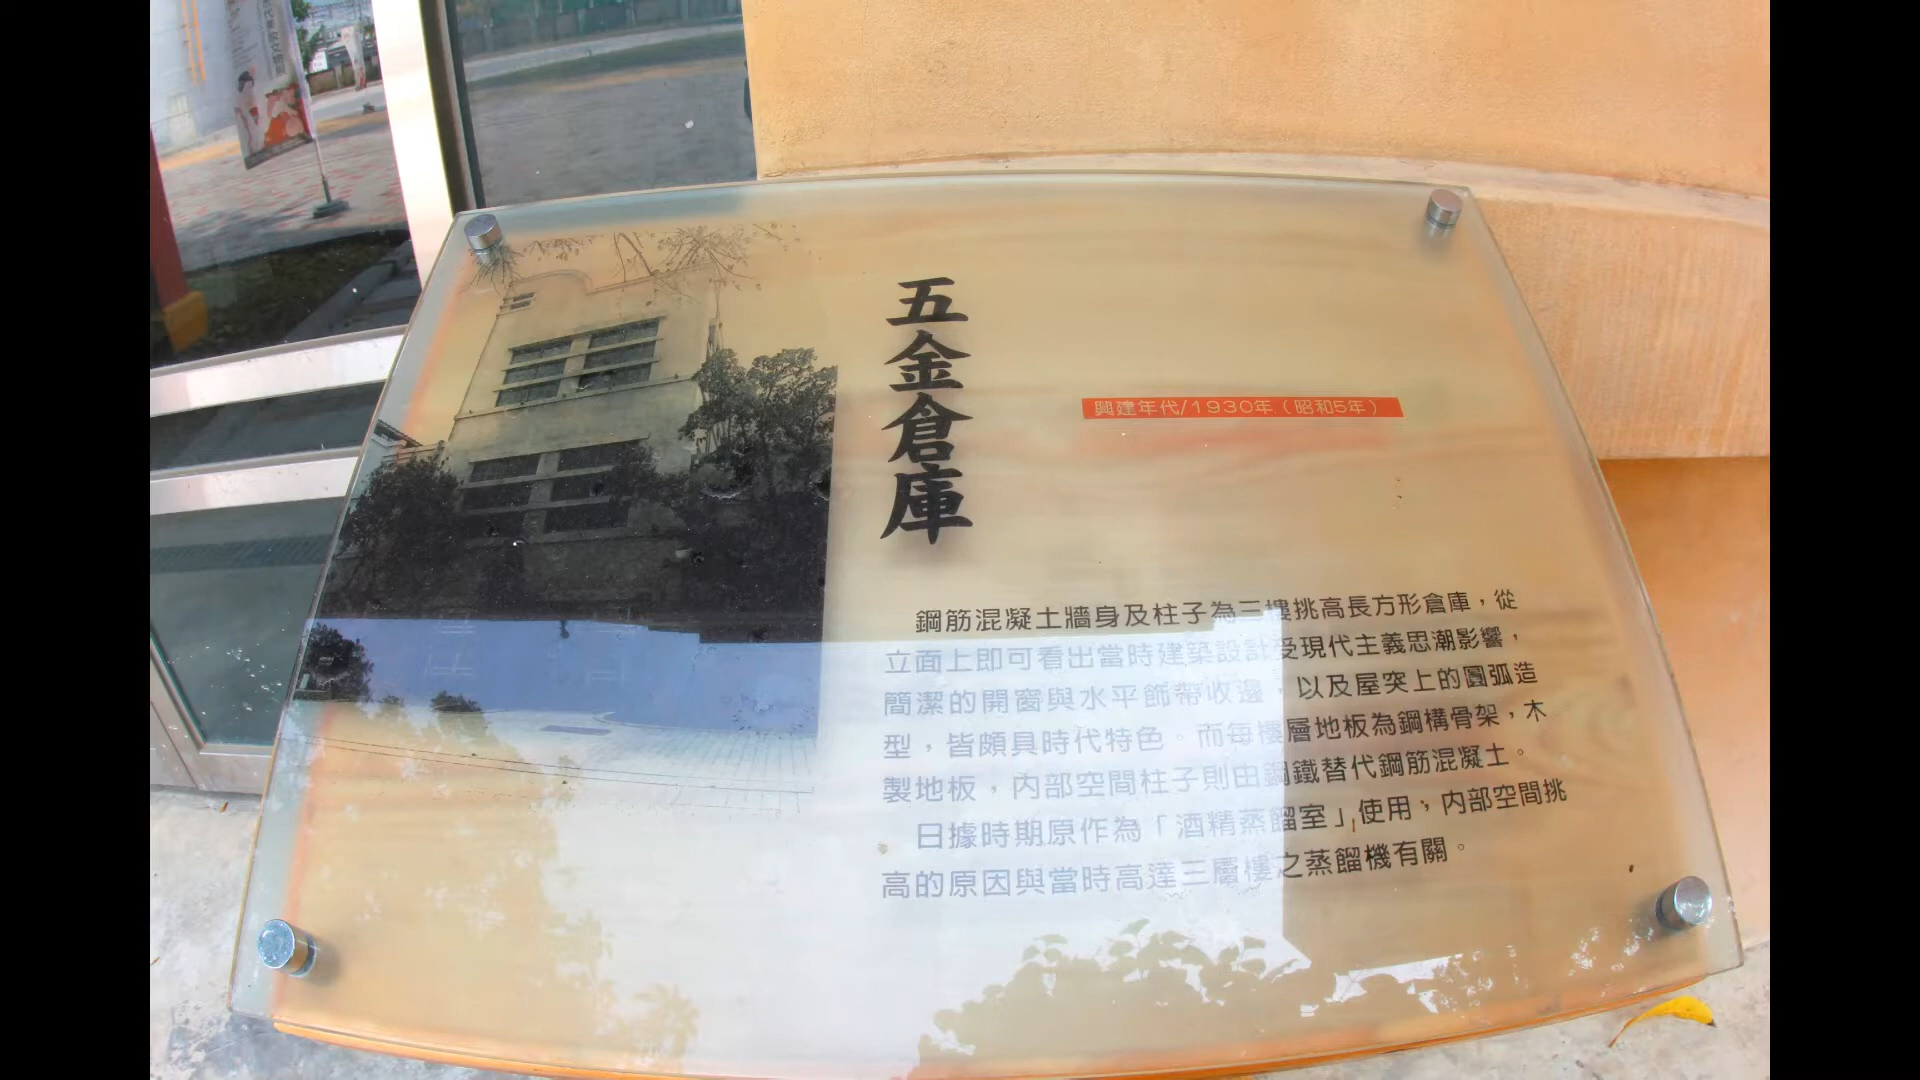 五金倉庫
興建年代/1930年（昭和5年）
鋼筋混凝土牆身及柱子為三樓挑高長方形倉庫，從
立面上即可看出當時建築設計受現代主義思潮影響，
簡潔的開窗與水平飾帶收邊，以及屋突上的圓弧造
型，皆頗具時代特色。而每樓層地板為鋼構骨架，木
製地板，內部空間柱子則由鋼鐵替代鋼筋混凝土。
日據時期原作為「酒精蒸餾室」使用，內部空間挑
高的原因與當時高達三層樓之蒸餾機有關。